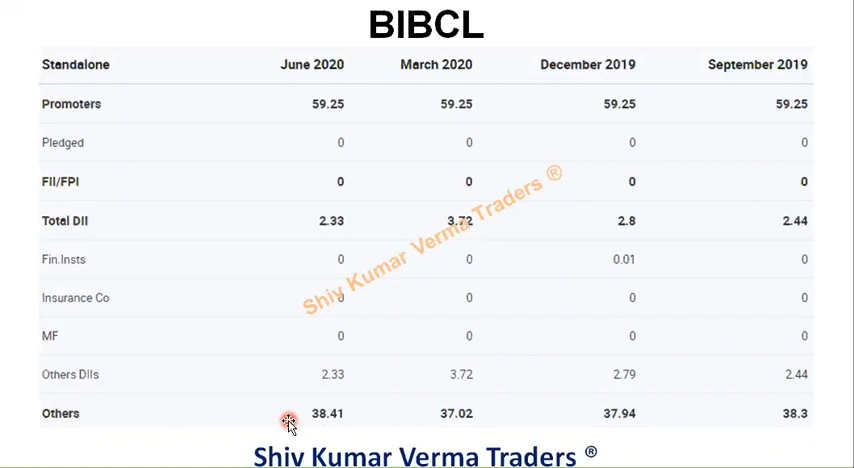 BIBCL
Standalone June 2020 March 2020 December 2019 September 2019
Promoters 59.25 59.25 59.25 59.25
Pledged 0 0 0 0
FII/FPI 0 0 0 0
Total DII 2.33 3.72 2.8 2.44
Fin.Insts 0 0 0.01 0
Insurance Co 0 0 0 0
MF 0 0 0 0
Others DIIs 2.33 3.72 2.79 2.44
Others 38.41 37.02 37.94 38.3
Shiv Kumar Verma Traders ®
Shiv Kumar Verma Traders ®